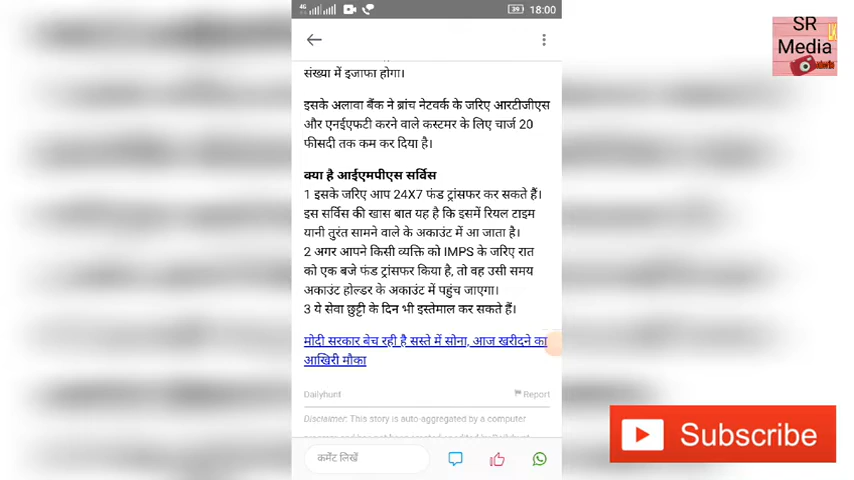 4G
39
18:00
SR
LK
Media
संख्या में इजाफा होगा।
इसके अलावा बैंक ने ब्रांच नेटवर्क के जरिए आरटीजीएस
और एनईएफटी करने वाले कस्टमर के लिए चार्ज 20
फीसदी तक कम कर दिया है।
क्या है आईएमपीएस सर्विस
1 इसके जरिए आप 24X7 फंड ट्रांसफर कर सकते हैं।
इस सर्विस की खास बात यह है कि इसमें रियल टाइम
यानी तुरंत सामने वाले के अकाउंट में आ जाता है।
2 अगर आपने किसी व्यक्ति को IMPS के जरिए रात
को एक बजे फंड ट्रांसफर किया है, तो वह उसी समय
अकाउंट होल्डर के अकाउंट में पहुंच जाएगा।
3 ये सेवा छुट्टी के दिन भी इस्तेमाल कर सकते हैं।
मोदी सरकार बेच रही है सस्ते में सोना, आज खरीदने का
आखिरी मौका
Dailyhunt
Report
Disclaimer: This story is auto-aggregated by a computer
कमेंट लिखें
Subscribe